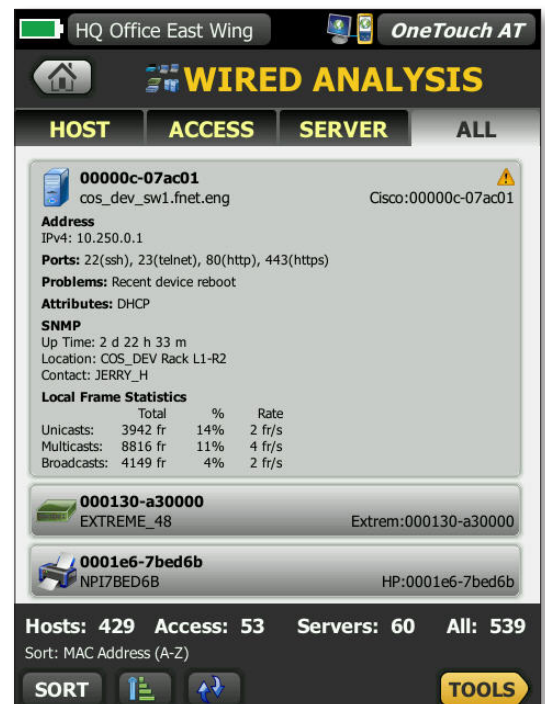 HQ Office East Wing
OneTouch AT
WIRED ANALYSIS
HOST ACCESS SERVER ALL
00000c-07ac01
cos_dev_sw1.fnet.eng Cisco:00000c-07ac01
Address
IPv4: 10.250.0.1
Ports: 22(ssh), 23(telnet), 80(http), 443(https)
Problems: Recent device reboot
Attributes: DHCP
SNMP
Up Time: 2 d 22 h 33 m
Location: COS_DEV Rack L1-R2
Contact: JERRY_H
Local Frame Statistics
Total % Rate
Unicasts: 3942 fr 14% 2 fr/s
Multicasts: 8816 fr 11% 4 fr/s
Broadcasts: 4149 fr 4% 2 fr/s
000130-a30000
EXTREME_48 Extrem:000130-a30000
0001e6-7bed6b
NPI7BED6B HP:0001e6-7bed6b
Hosts: 429 Access: 53 Servers: 60 All: 539
Sort: MAC Address (A-Z)
SORT TOOLS